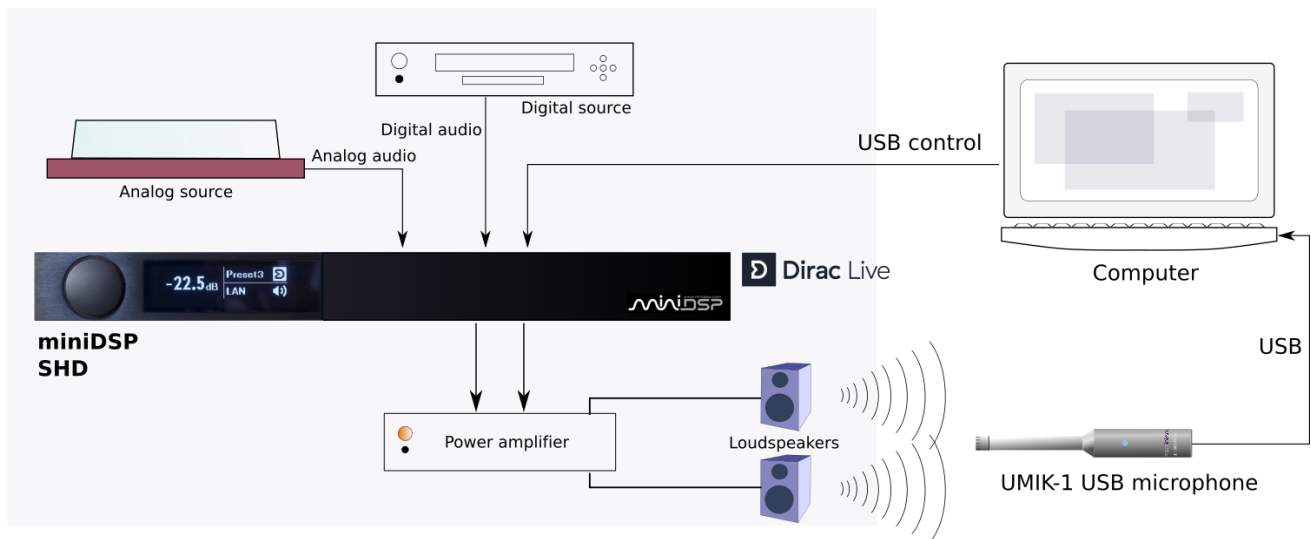 Digital source
Digital audio
Analog audio
Analog source
USB control
Computer
-22.5dB
Preset3
LAN
miniDSP
Dirac Live
miniDSP
SHD
USB
Power amplifier
Loudspeakers
UMIK-1 USB microphone